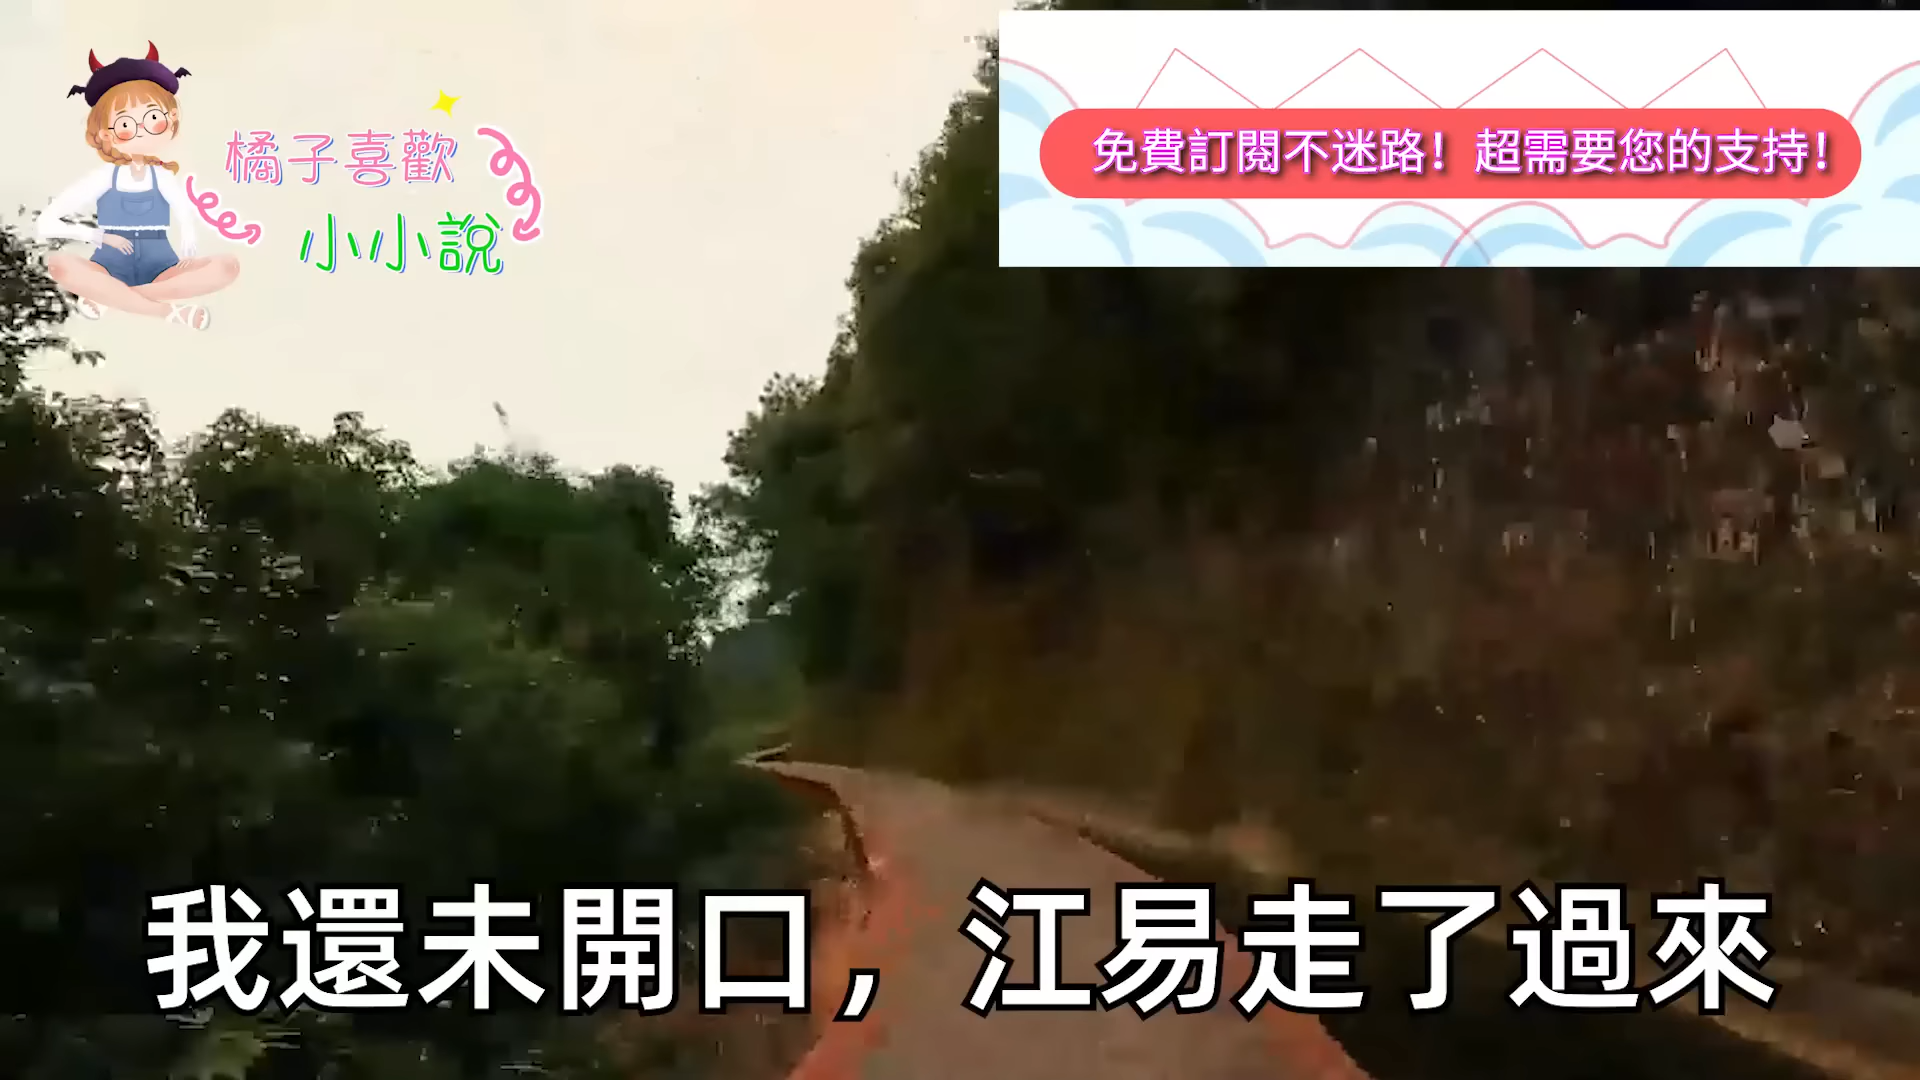 橘子喜歡
小小說
免費訂閱不迷路！超需要您的支持！
我還未開口，江易走了過來